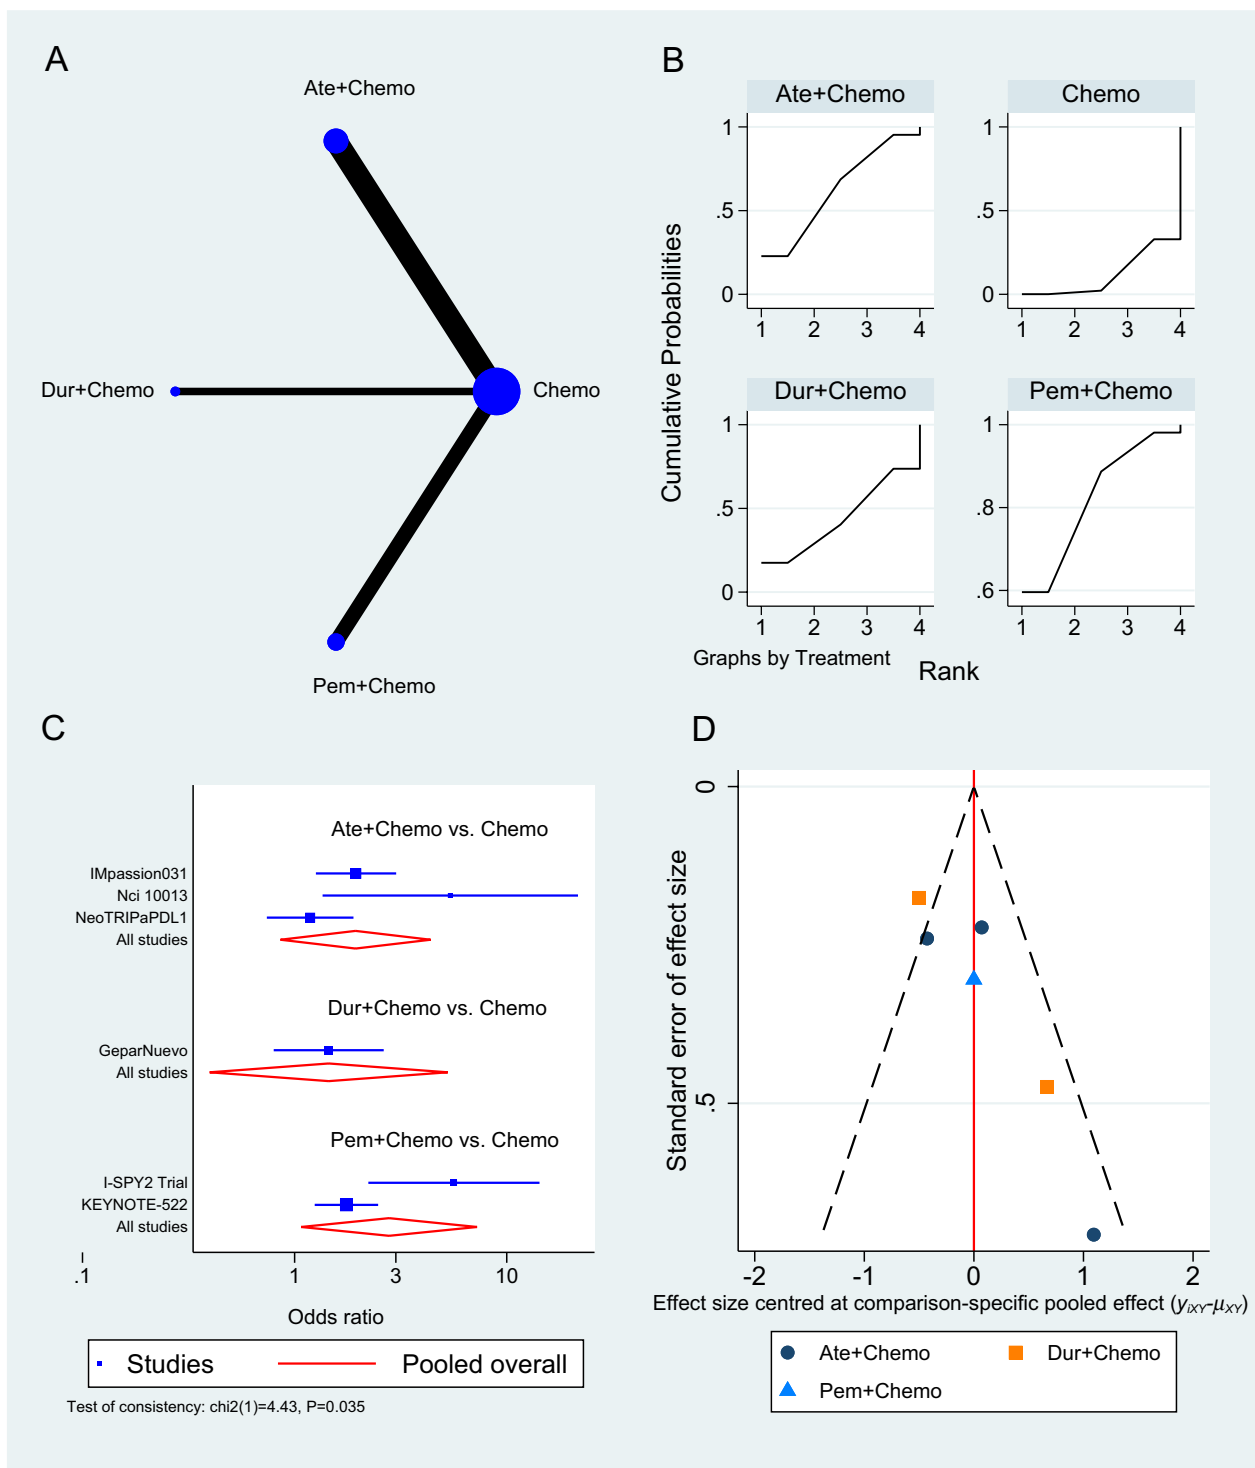 A
Ate+Chemo
Dur+Chemo
Chemo
Pem+Chemo
B
Cumulative Probabilities
Ate+Chemo
1
.5
0
1 2 3 4
Chemo
1
.5
0
1 2 3 4
Dur+Chemo
1
.5
0
1 2 3 4
Pem+Chemo
1
.8
.6
1 2 3 4
Graphs by Treatment
Rank
C
Ate+Chemo vs. Chemo
IMpassion031
Nci 10013
NeoTRIPaPDL1
All studies
Dur+Chemo vs. Chemo
GeparNuevo
All studies
Pem+Chemo vs. Chemo
I-SPY2 Trial
KEYNOTE-522
All studies
.1 1 3 10
Odds ratio
Studies Pooled overall
Test of consistency: chi2(1)=4.43, P=0.035
D
Standard error of effect size
0
.5
-2 -1 0 1 2
Effect size centred at comparison-specific pooled effect (yiXY-μXY)
Ate+Chemo Dur+Chemo
Pem+Chemo